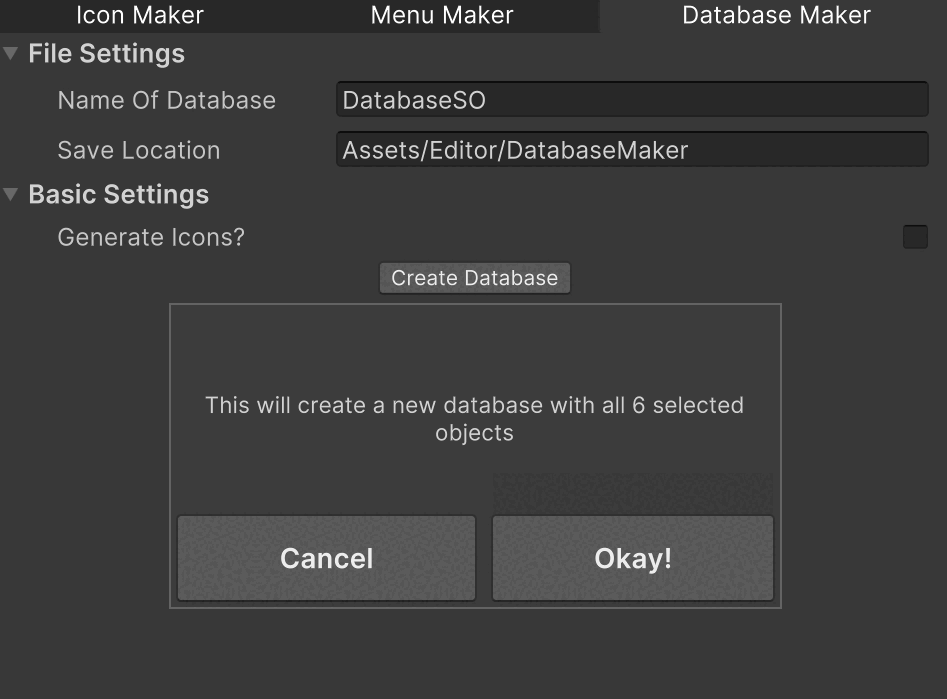 Icon Maker Menu Maker Database Maker
File Settings
Name Of Database DatabaseSO
Save Location Assets/Editor/DatabaseMaker
Basic Settings
Generate Icons?
Create Database
This will create a new database with all 6 selected
objects
Cancel Okay!